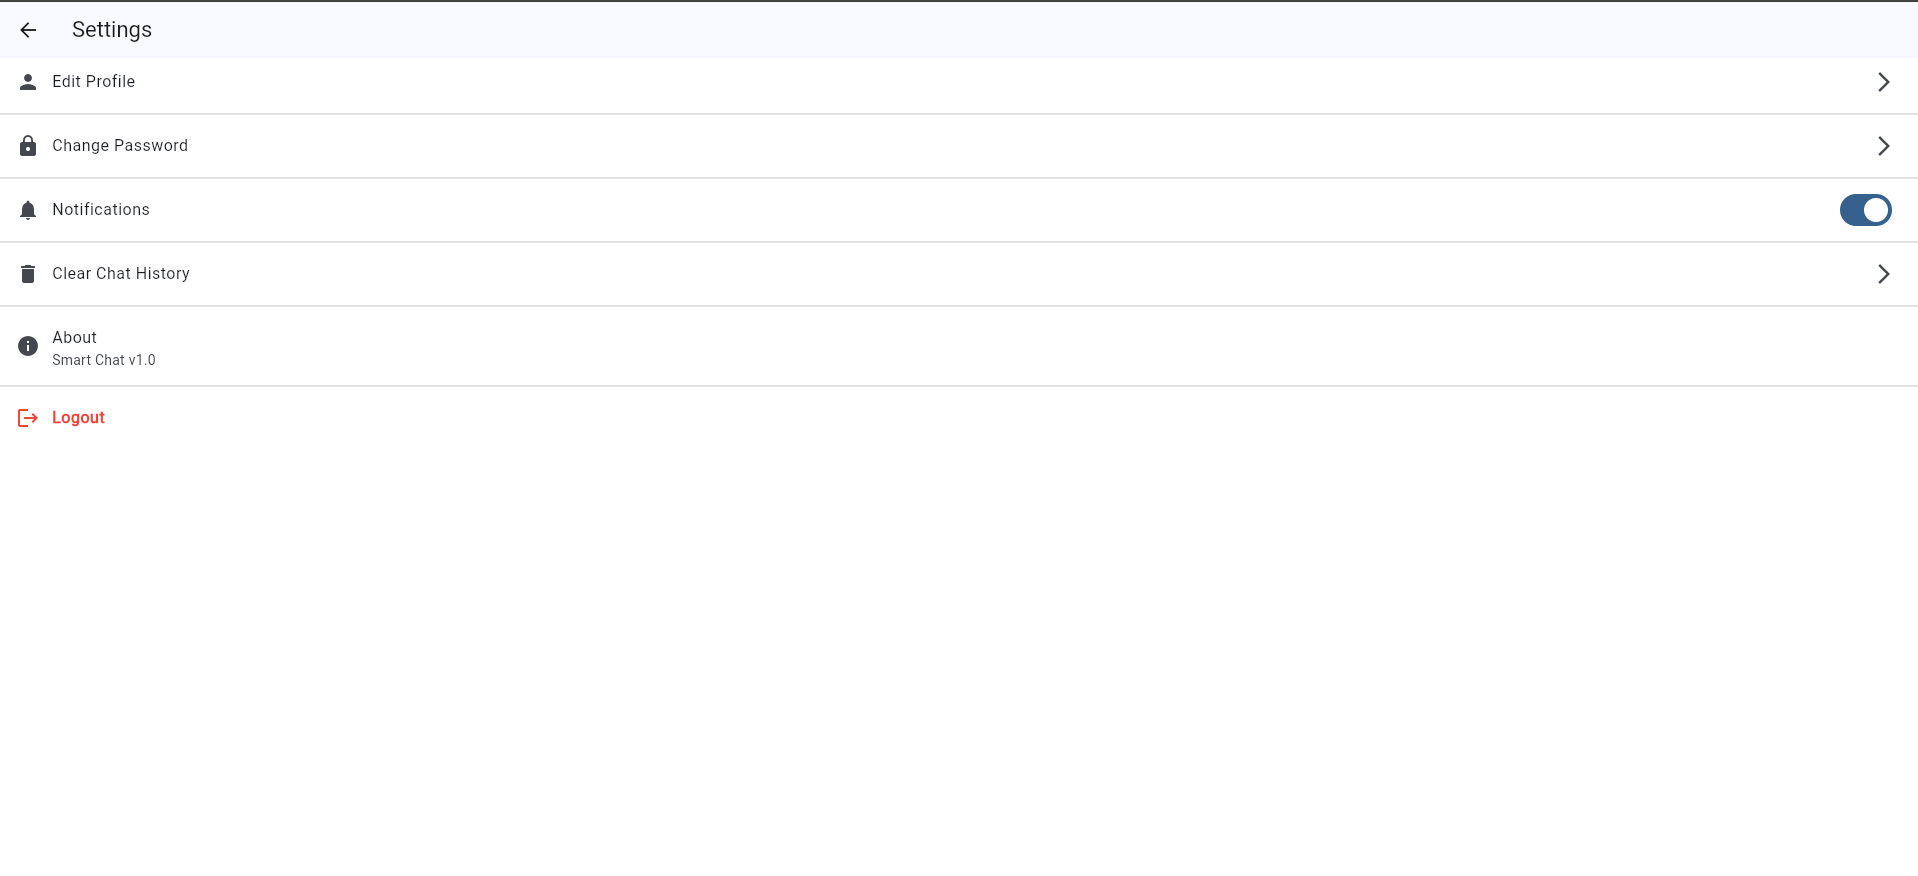 Settings
Edit Profile
Change Password
Notifications
Clear Chat History
About
Smart Chat v1.0
Logout